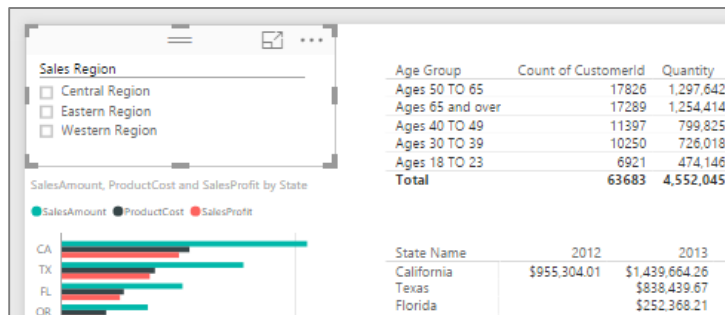 Sales Region
Central Region
Eastern Region
Western Region
Age Group Count of CustomerId Quantity
Ages 50 TO 65 17826 1,297,642
Ages 65 and over 17289 1,254,414
Ages 40 TO 49 11397 799,825
Ages 30 TO 39 10250 726,018
Ages 18 TO 23 6921 474,146
Total 63683 4,552,045
SalesAmount, ProductCost and SalesProfit by State
SalesAmount ProductCost SalesProfit
CA
TX
FL
OR
State Name 2012 2013
California $955,304.01 $1,439,664.26
Texas $838,439.67
Florida $252,368.21